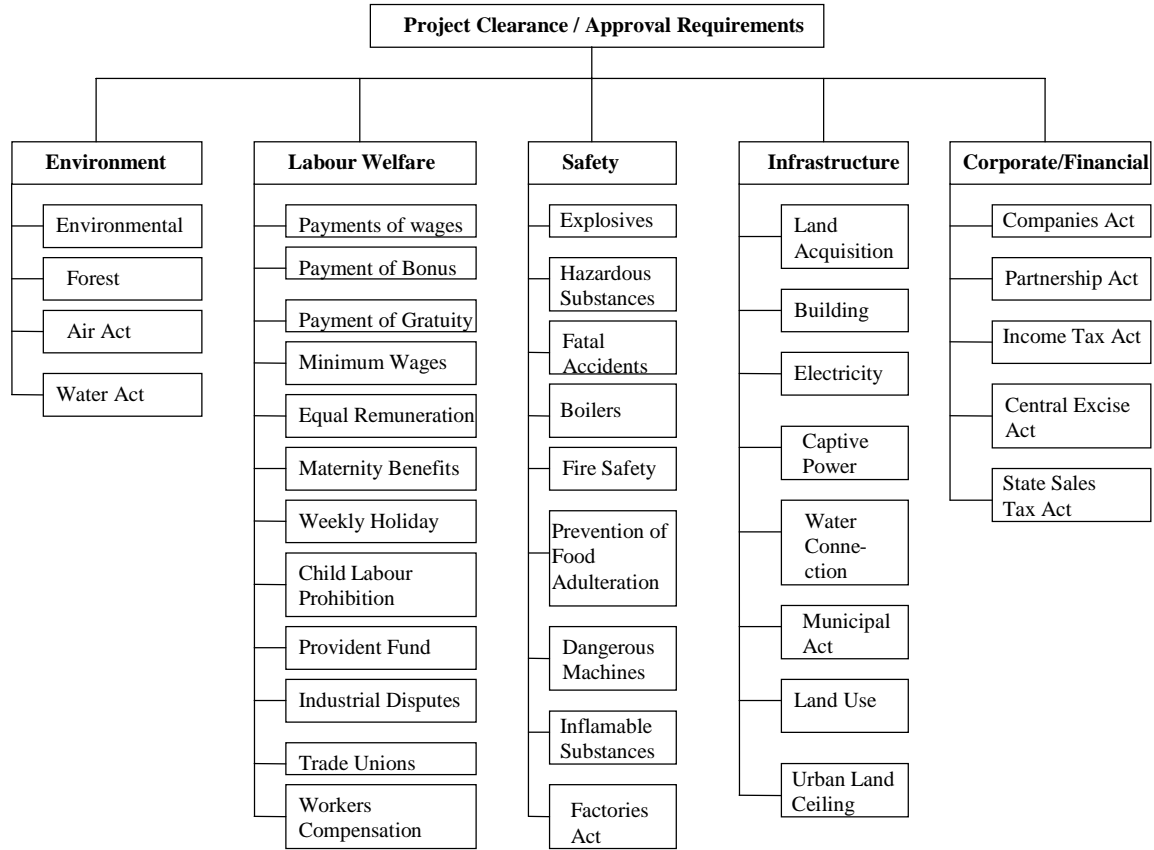 Project Clearance / Approval Requirements
Environment
Environmental
Forest
Air Act
Water Act
Labour Welfare
Payments of wages
Payment of Bonus
Payment of Gratuity
Minimum Wages
Equal Remuneration
Maternity Benefits
Weekly Holiday
Child Labour
Prohibition
Provident Fund
Industrial Disputes
Trade Unions
Workers
Compensation
Safety
Explosives
Hazardous
Substances
Fatal
Accidents
Boilers
Fire Safety
Prevention of
Food
Adulteration
Dangerous
Machines
Inflamable
Substances
Factories
Act
Infrastructure
Land
Acquisition
Building
Electricity
Captive
Power
Water
Conne-
ction
Municipal
Act
Land Use
Urban Land
Ceiling
Corporate/Financial
Companies Act
Partnership Act
Income Tax Act
Central Excise
Act
State Sales
Tax Act